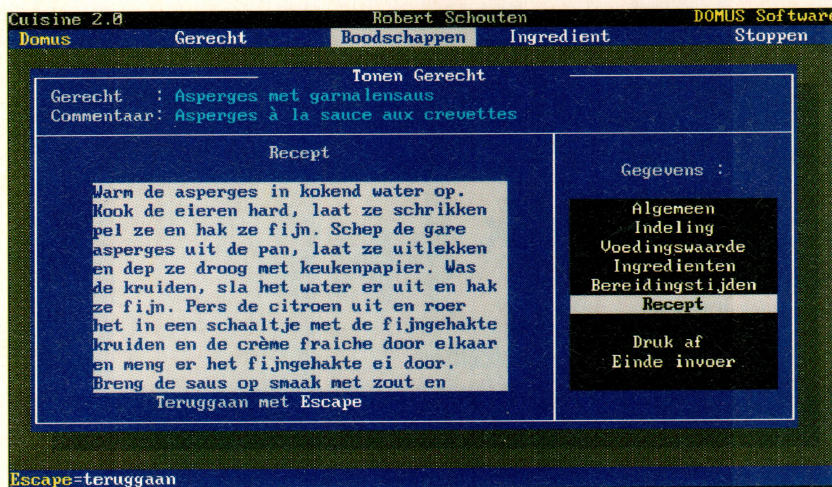 Cuisine 2.0 Robert Schouten DOMUS Software
Domus Gerecht Boodschappen Ingredient Stoppen
Tonen Gerecht
Gerecht : Asperges met garnalensaus
Commentaar: Asperges à la sauce aux crevettes
Recept
Warm de asperges in kokend water op.
Kook de eieren hard, laat ze schrikken
pel ze en hak ze fijn. Schep de gare
asperges uit de pan, laat ze uitlekken
en dep ze droog met keukenpapier. Was
de kruiden, sla het water er uit en hak
ze fijn. Pers de citroen uit en roer
het in een schaaltje met de fijngehakte
kruiden en de crème fraiche door elkaar
en meng er het fijngehakte ei door.
Breng de saus op smaak met zout en
Teruggaan met Escape
Gegevens :
Algemeen
Indeling
Voedingswaarde
Ingredienten
Bereidingstijden
Recept
Druk af
Einde invoer
Escape=teruggaan